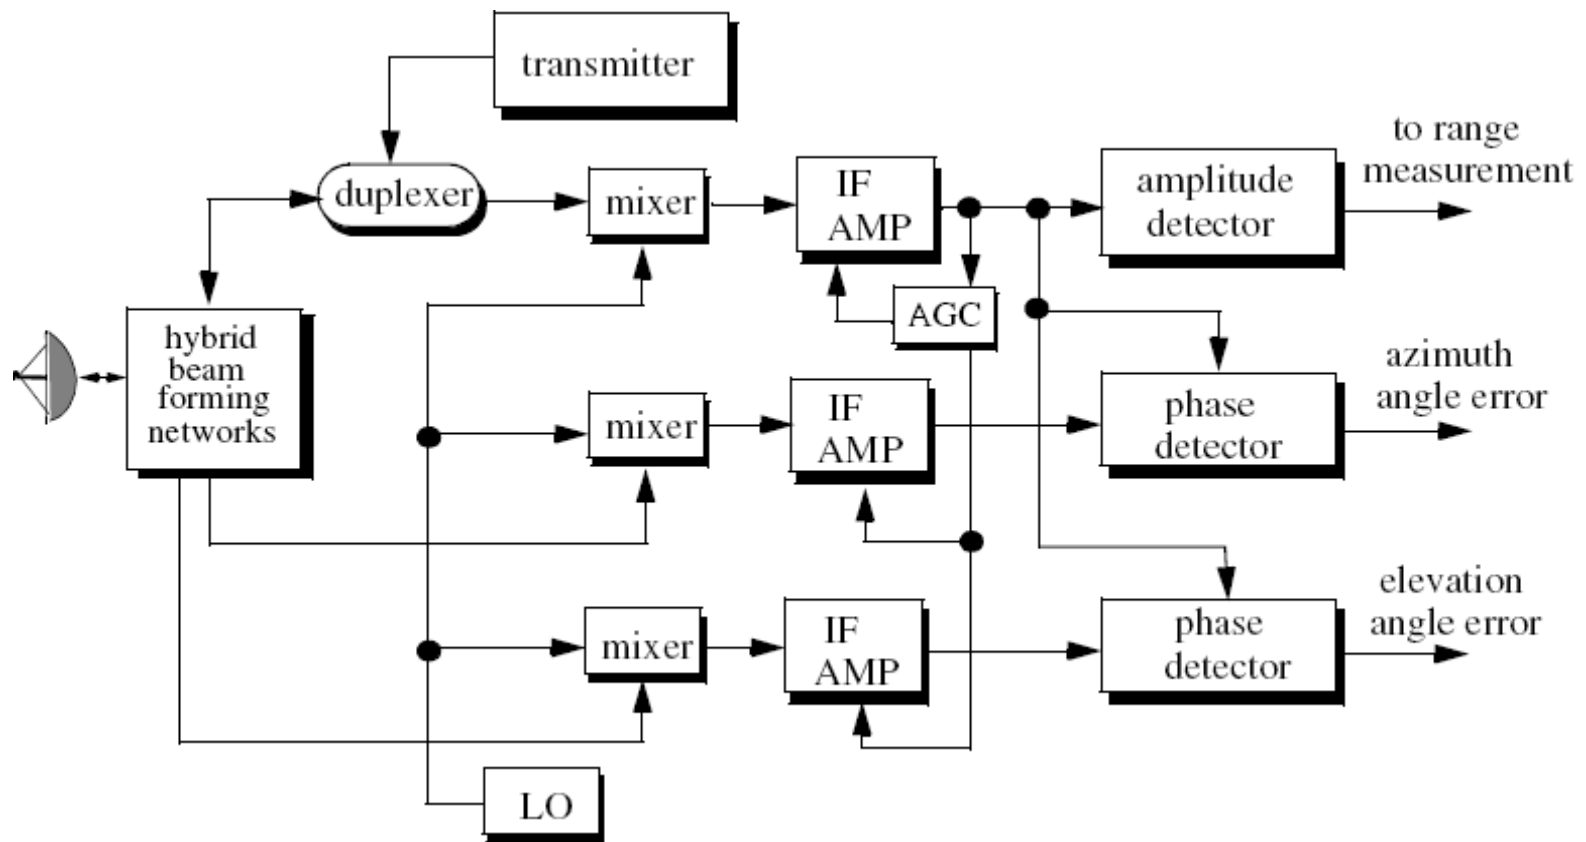 transmitter
duplexer
mixer
IF
AMP
amplitude
detector
to range
measurement
AGC
hybrid
beam
forming
networks
mixer
IF
AMP
phase
detector
azimuth
angle error
mixer
IF
AMP
phase
detector
elevation
angle error
LO